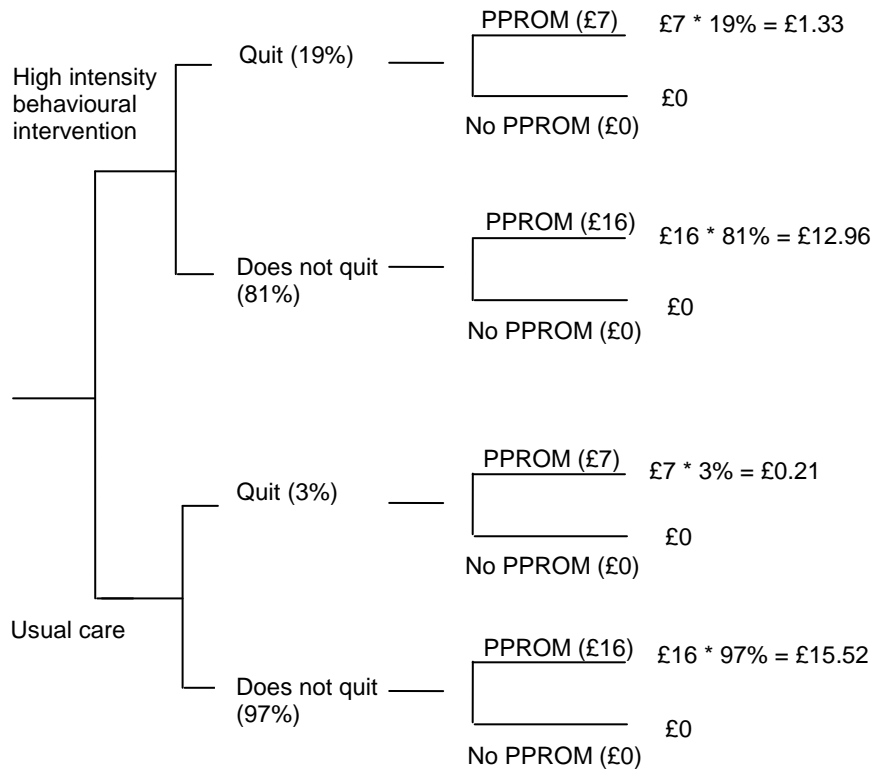 PPROM (£7)
£7 * 19% = £1.33
Quit (19%)
High intensity
behavioural
intervention
£0
No PPROM (£0)
PPROM (£16)
£16 * 81% = £12.96
Does not quit
(81%)
£0
No PPROM (£0)
PPROM (£7)
£7 * 3% = £0.21
Quit (3%)
£0
No PPROM (£0)
Usual care
PPROM (£16)
£16 * 97% = £15.52
Does not quit
(97%)
£0
No PPROM (£0)